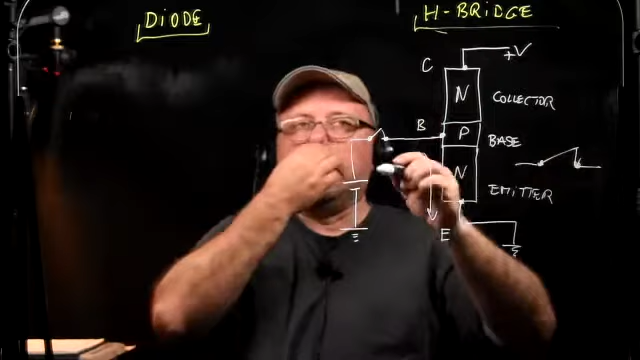 DIODE
H-BRIDGE
+V
C
N
COLLECTOR
B
P
BASE
N
EMITTER
E